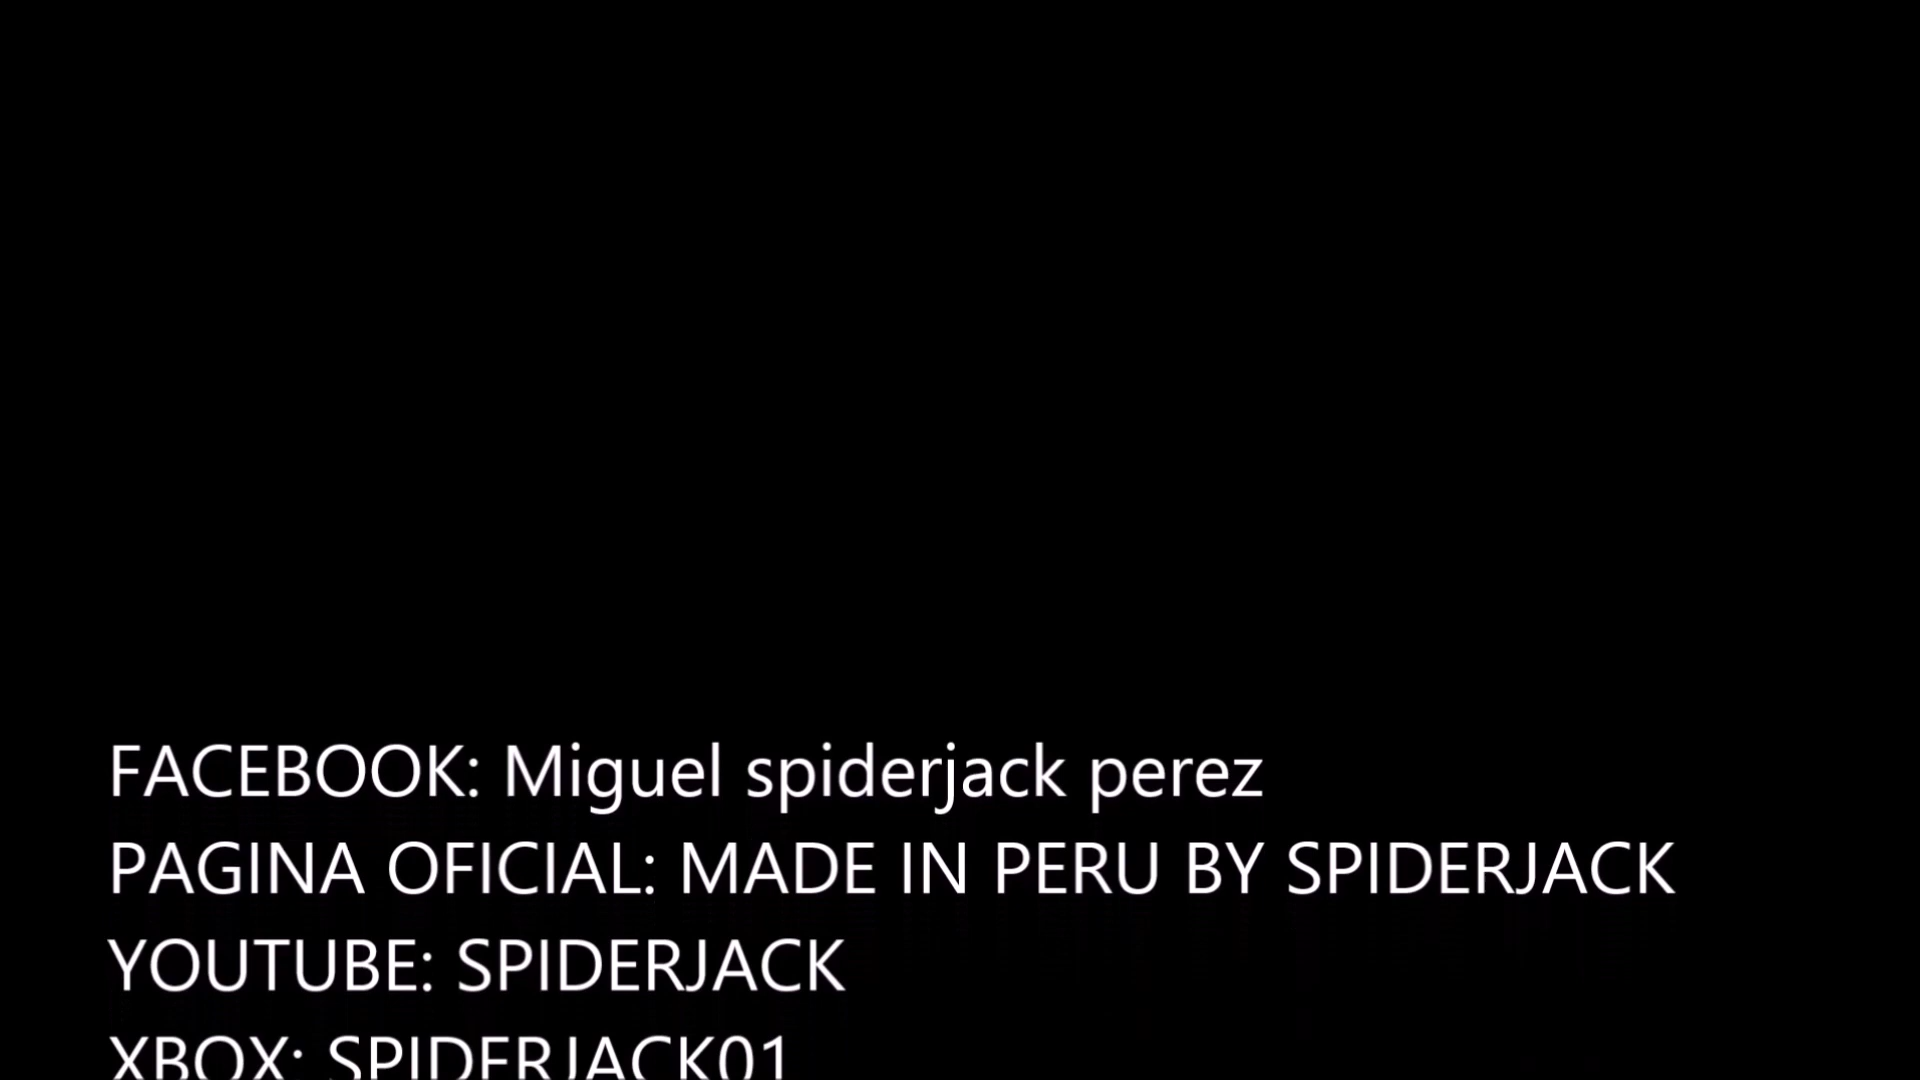 FACEBOOK: Miguel spiderjack perez
PAGINA OFICIAL: MADE IN PERU BY SPIDERJACK
YOUTUBE: SPIDERJACK
XBOX: SPIDERJACK01